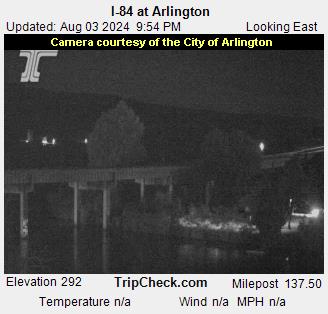 I-84 at Arlington
Updated: Aug 03 2024 9:54 PM Looking East
Camera courtesy of the City of Arlington
Elevation 292 TripCheck.com Milepost 137.50
Temperature n/a Wind n/a MPH n/a